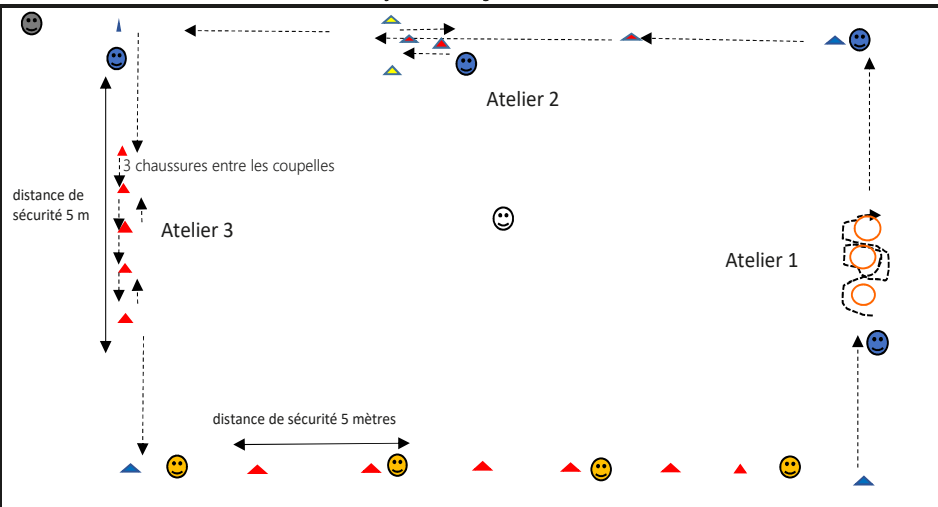 Atelier 2
3 chaussures entre les coupelles
distance de
sécurité 5 m
Atelier 3
Atelier 1
distance de sécurité 5 mètres